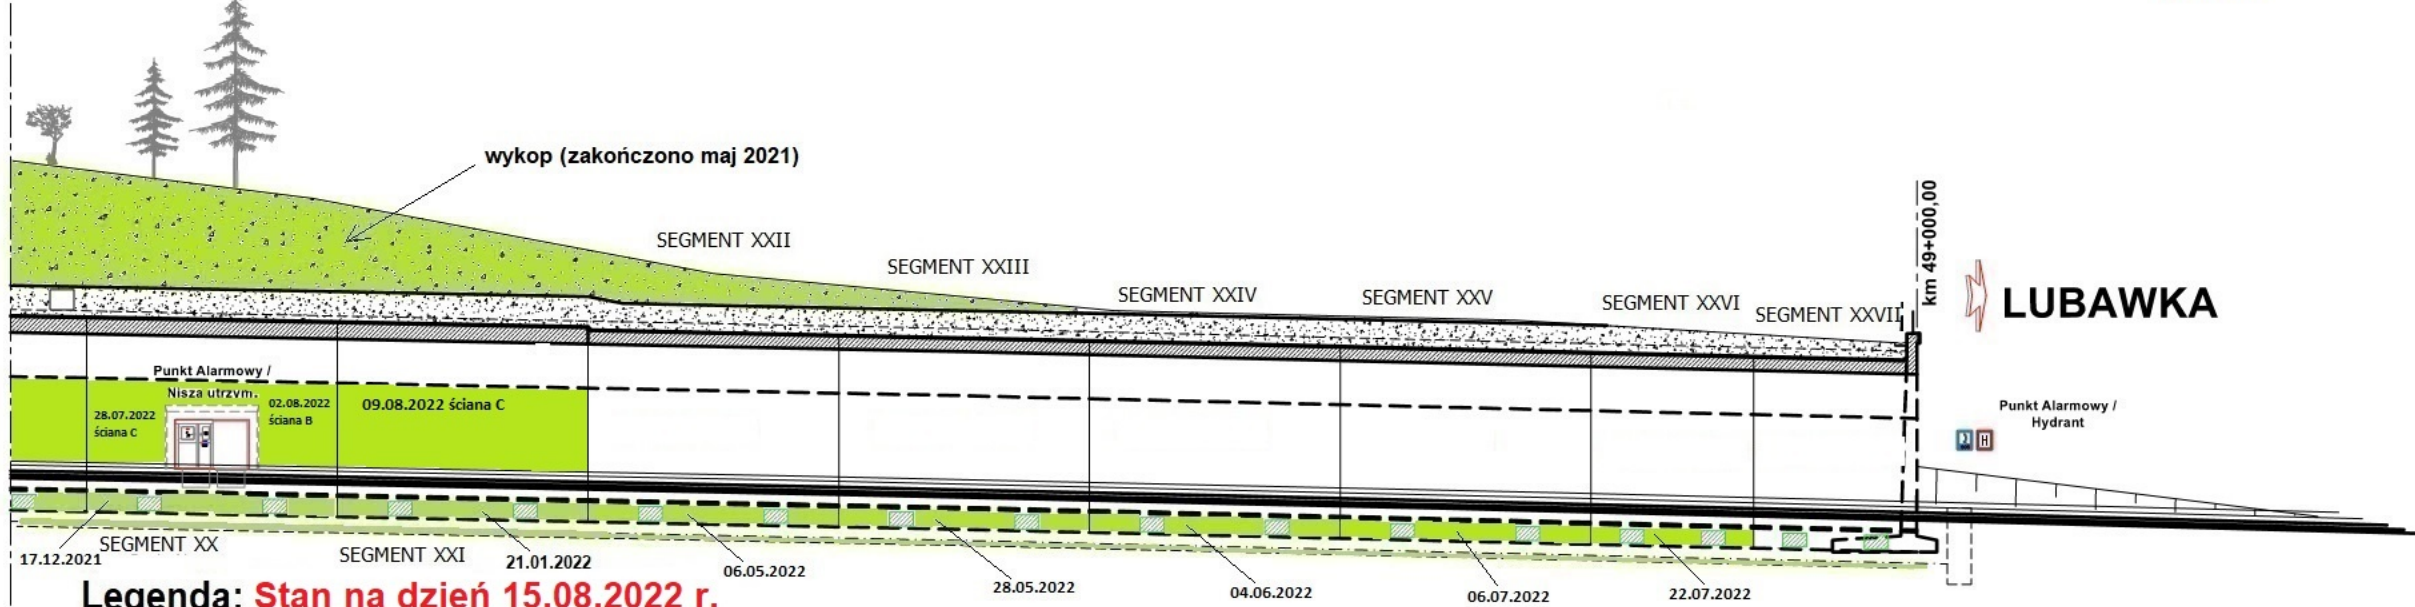 wykop (zakończono maj 2021)
SEGMENT XXII
SEGMENT XXIII
SEGMENT XXIV
SEGMENT XXV
SEGMENT XXVI
SEGMENT XXVII
km 49+000,00
LUBAWKA
Punkt Alarmowy /
Nisza utrzym.
28.07.2022
ściana C
02.08.2022
ściana B
09.08.2022 ściana C
Punkt Alarmowy /
Hydrant
H
17.12.2021
SEGMENT XX
SEGMENT XXI
21.01.2022
06.05.2022
28.05.2022
04.06.2022
06.07.2022
22.07.2022
Legenda: Stan na dzień 15.08.2022 r.